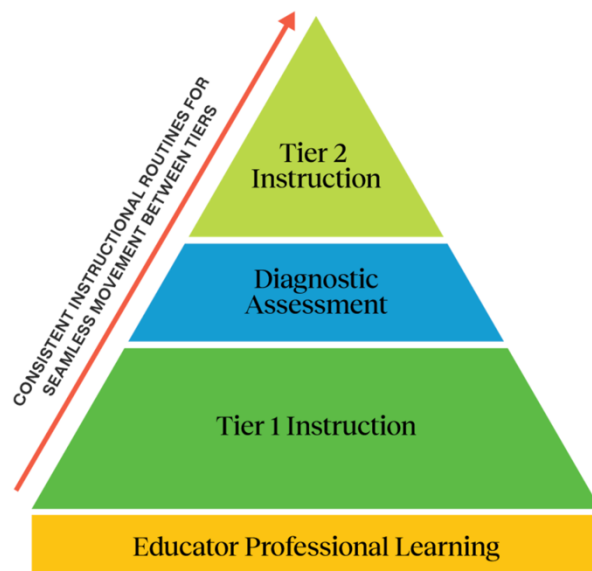 CONSISTENT INSTRUCTIONAL ROUTINES FOR
SEAMLESS MOVEMENT BETWEEN TIERS
Tier 2
Instruction
Diagnostic
Assessment
Tier 1 Instruction
Educator Professional Learning